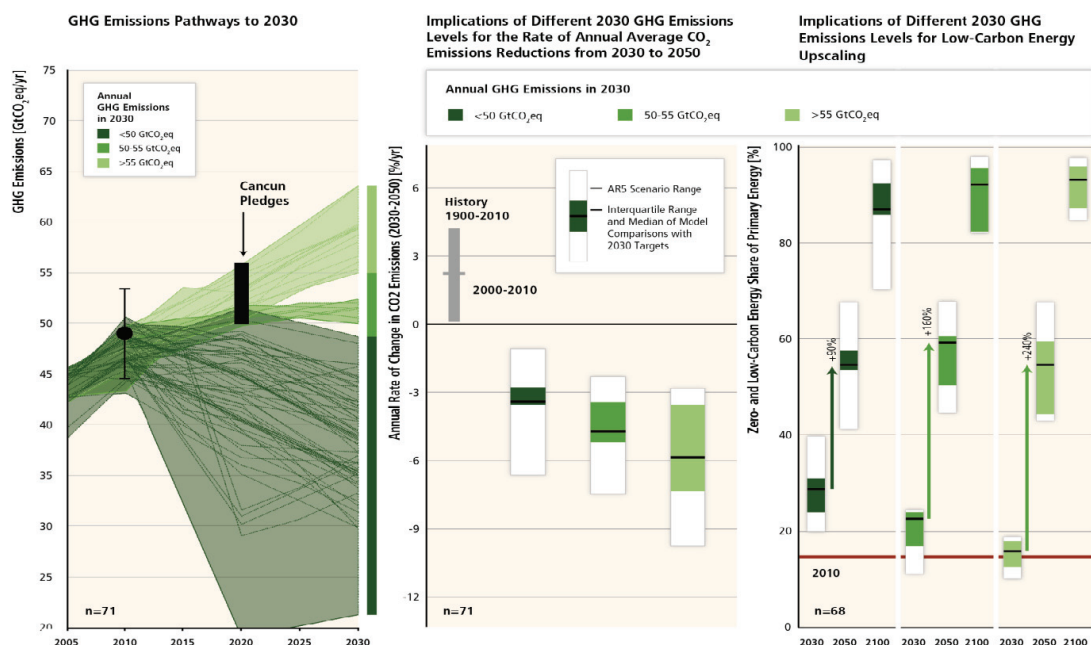 GHG Emissions Pathways to 2030
GHG Emissions [GtCO₂eq/yr]
75
70
65
60
55
50
45
40
35
30
25
20
Annual
GHG Emissions
in 2030
<50 GtCO₂eq
50-55 GtCO₂eq
>55 GtCO₂eq
Cancun
Pledges
n=71
2005
2010
2015
2020
2025
2030
Implications of Different 2030 GHG Emissions
Levels for the Rate of Annual Average CO₂
Emissions Reductions from 2030 to 2050
Implications of Different 2030 GHG
Emissions Levels for Low-Carbon Energy
Upscaling
Annual GHG Emissions in 2030
<50 GtCO₂eq
50-55 GtCO₂eq
>55 GtCO₂eq
Annual Rate of Change in CO2 Emissions (2030-2050) [%/yr]
6
3
0
-3
-6
-9
-12
History
1900-2010
2000-2010
AR5 Scenario Range
Interquartile Range
and Median of Model
Comparisons with
2030 Targets
n=71
Zero- and Low-Carbon Energy Share of Primary Energy [%]
100
80
60
40
20
0
+90%
+160%
+240%
2010
n=68
2030
2050
2100
2030
2050
2100
2030
2050
2100